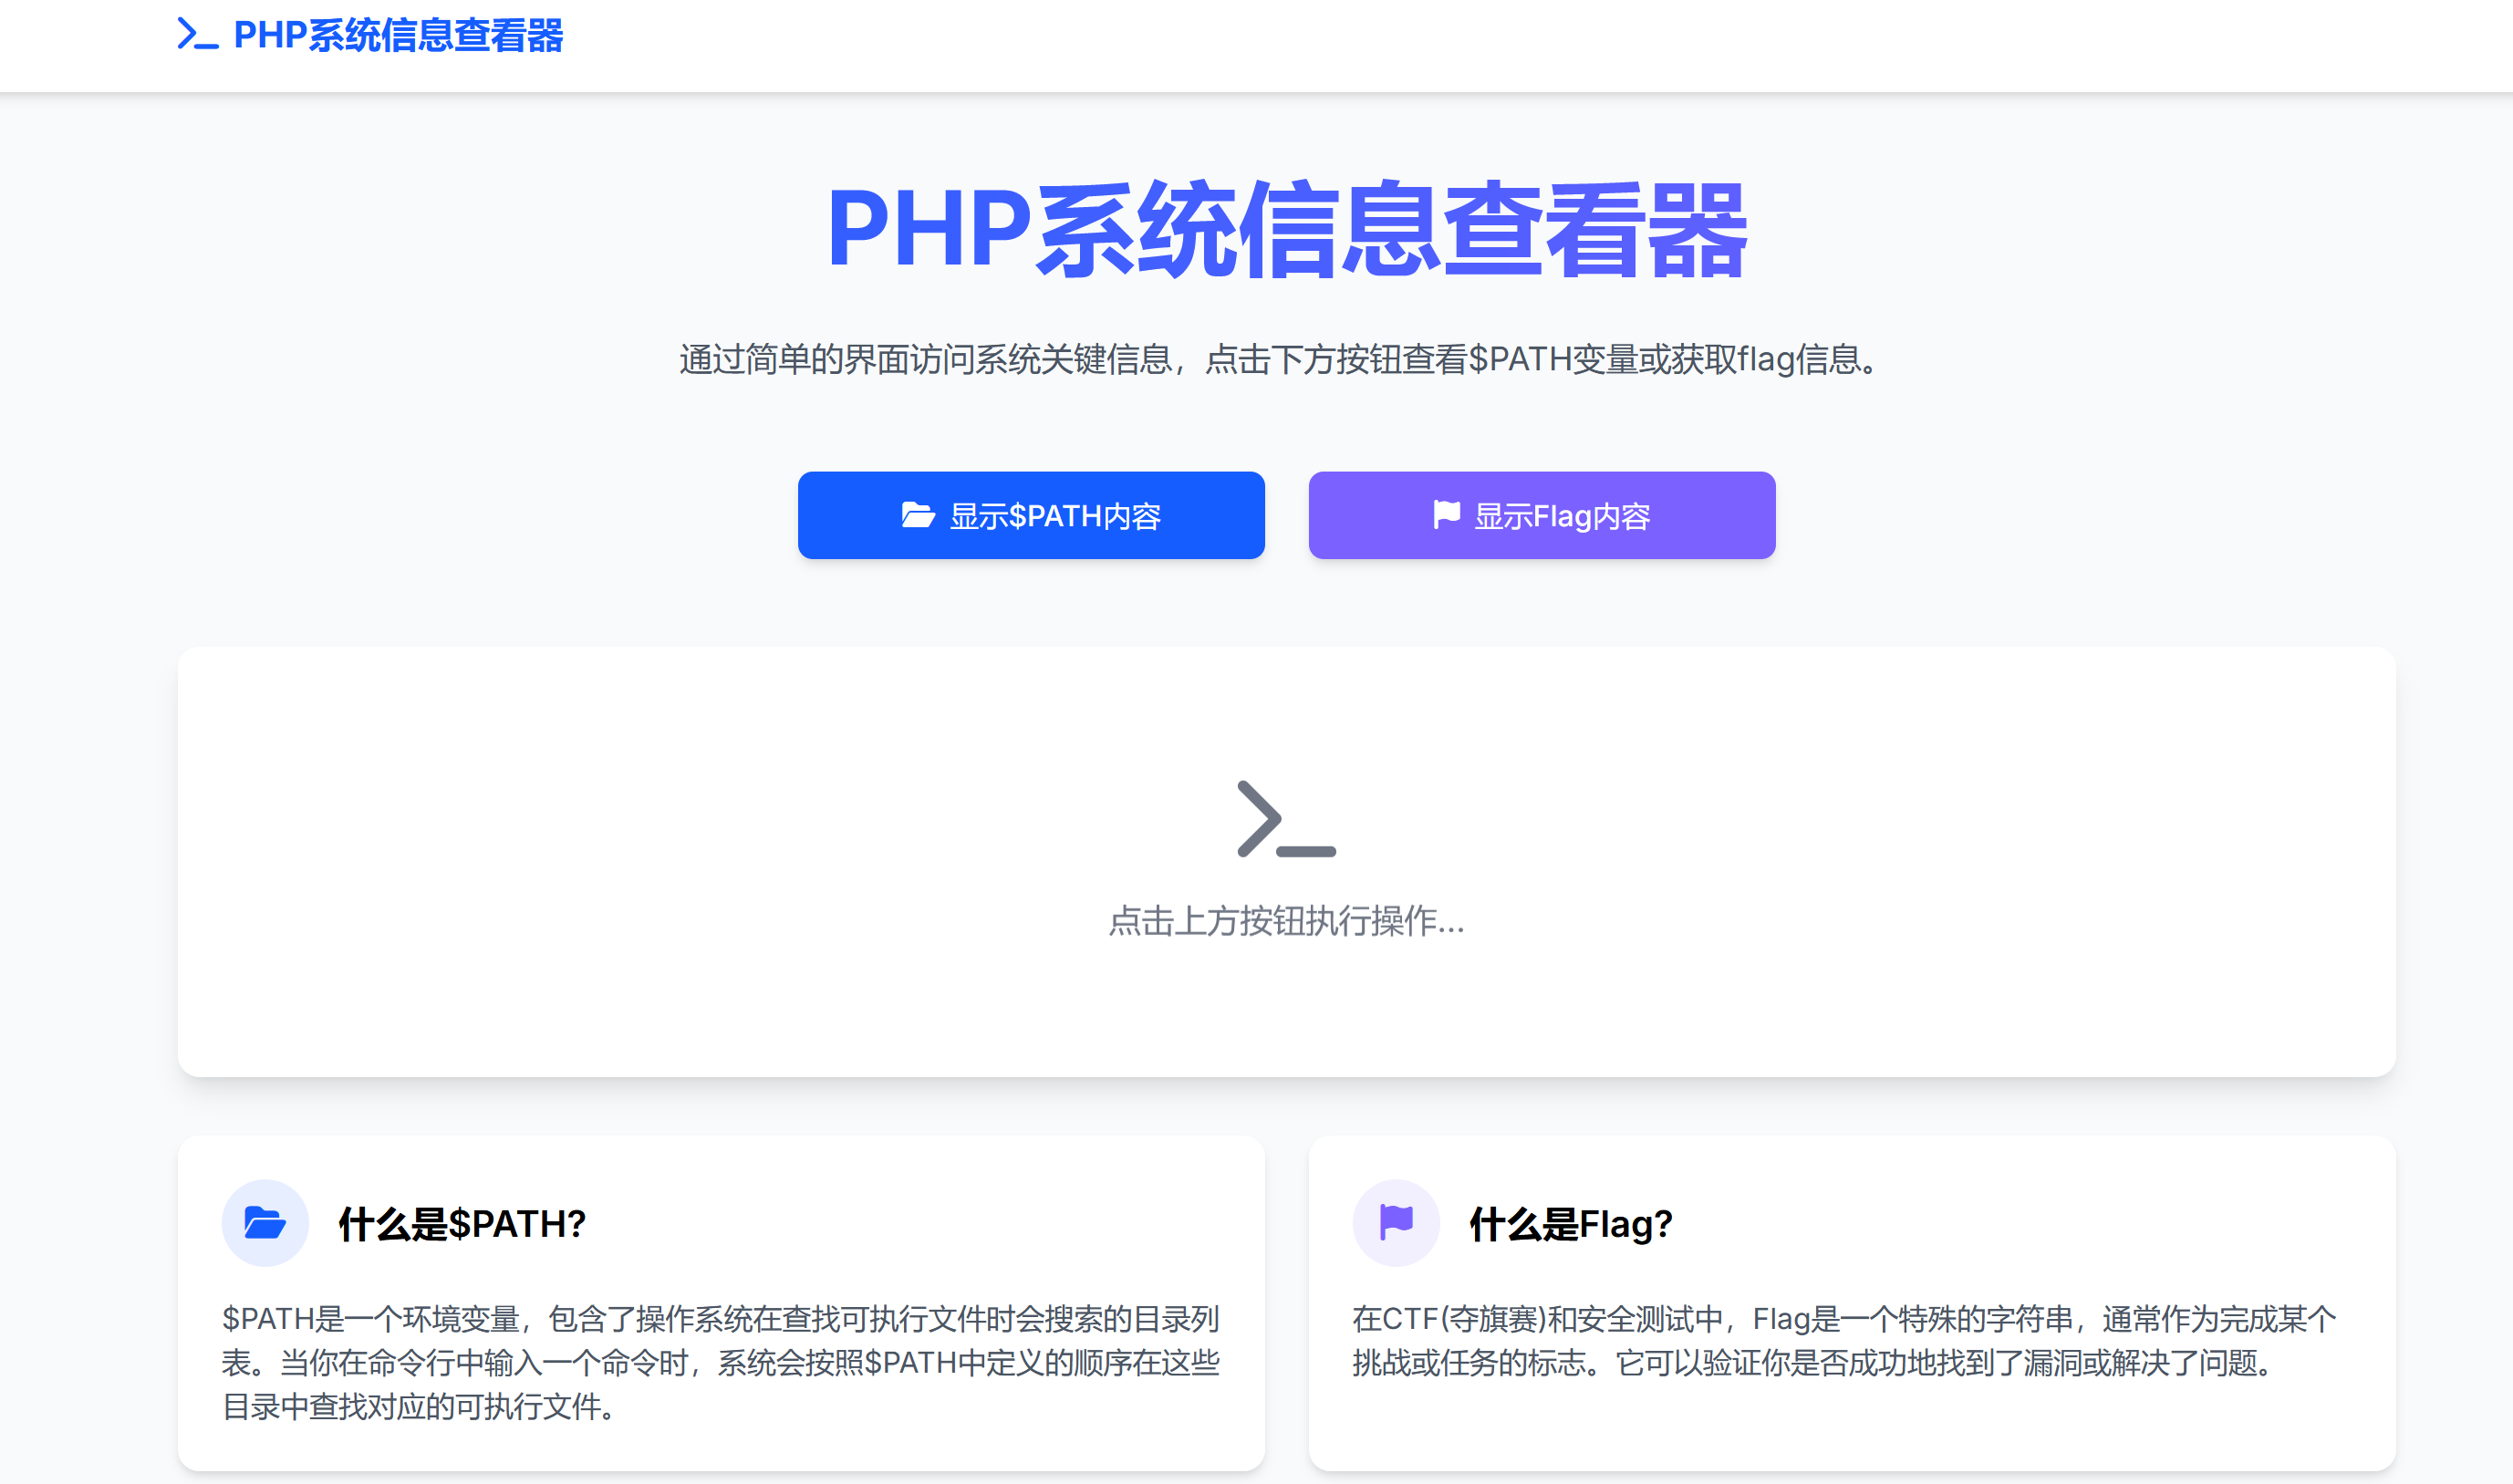 PHP系统信息查看器
PHP系统信息查看器
通过简单的界面访问系统关键信息，点击下方按钮查看$PATH变量或获取flag信息。
显示$PATH内容
显示Flag内容
点击上方按钮执行操作...
什么是$PATH?
$PATH是一个环境变量，包含了操作系统在查找可执行文件时会搜索的目录列
表。当你在命令行中输入一个命令时，系统会按照$PATH中定义的顺序在这些
目录中查找对应的可执行文件。
什么是Flag?
在CTF(夺旗赛)和安全测试中，Flag是一个特殊的字符串，通常作为完成某个
挑战或任务的标志。它可以验证你是否成功地找到了漏洞或解决了问题。